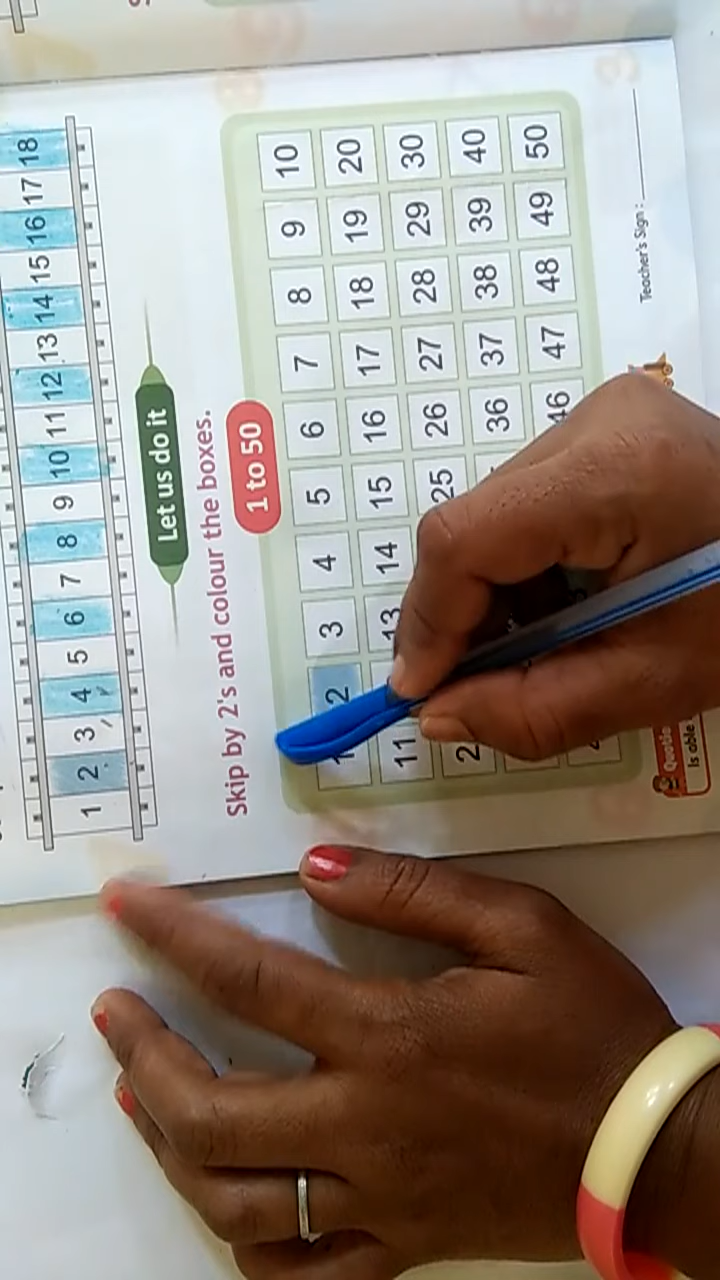 1 2 3 4 5 6 7 8 9 10 11 12 13 14 15 16 17 18
Let us do it
Skip by 2's and colour the boxes.
1 to 50
1 2 3 4 5 6 7 8 9 10
11 13 14 15 16 17 18 19 20
25 26 27 28 29 30
36 37 38 39 40
46 47 48 49 50
Teacher's Sign :
Is able